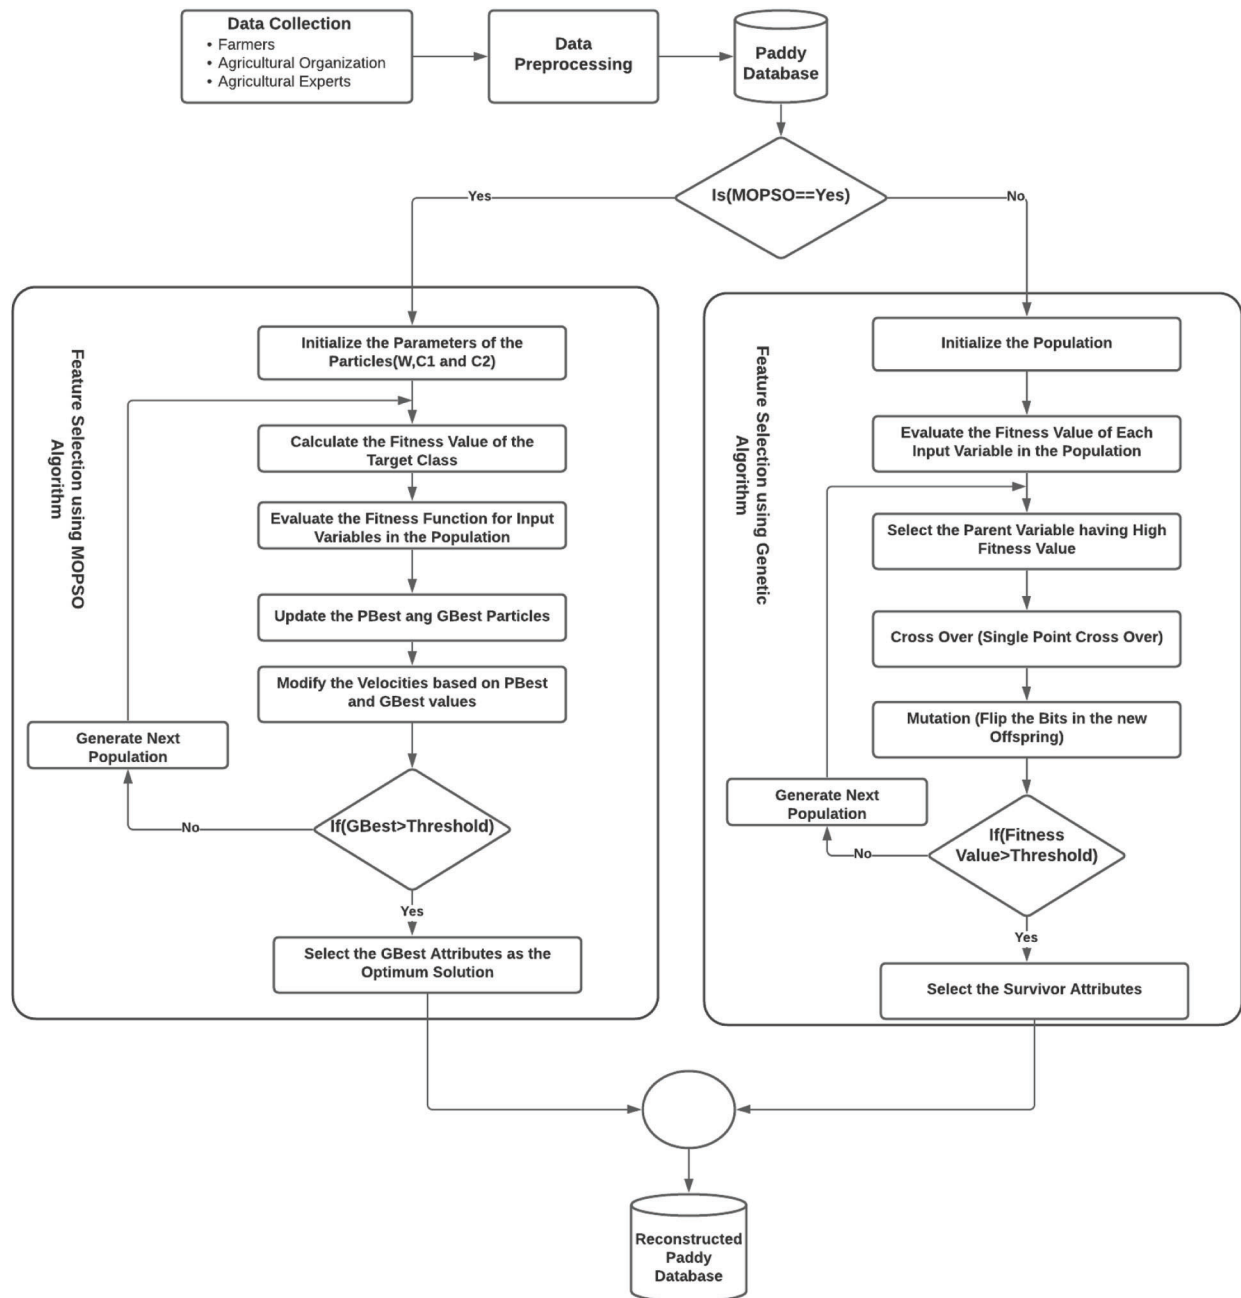 Data Collection
• Farmers
• Agricultural Organization
• Agricultural Experts
Data
Preprocessing
Paddy
Database
Is(MOPSO==Yes)
Yes
No
Feature Selection using MOPSO
Algorithm
Initialize the Parameters of the
Particles(W,C1 and C2)
Calculate the Fitness Value of the
Target Class
Evaluate the Fitness Function for Input
Variables in the Population
Update the PBest ang GBest Particles
Modify the Velocities based on PBest
and GBest values
Generate Next
Population
If(GBest>Threshold)
No
Yes
Select the GBest Attributes as the
Optimum Solution
Feature Selection using Genetic
Algorithm
Initialize the Population
Evaluate the Fitness Value of Each
Input Variable in the Population
Select the Parent Variable having High
Fitness Value
Cross Over (Single Point Cross Over)
Mutation (Flip the Bits in the new
Offspring)
Generate Next
Population
If(Fitness
Value>Threshold)
No
Yes
Select the Survivor Attributes
Reconstructed
Paddy
Database